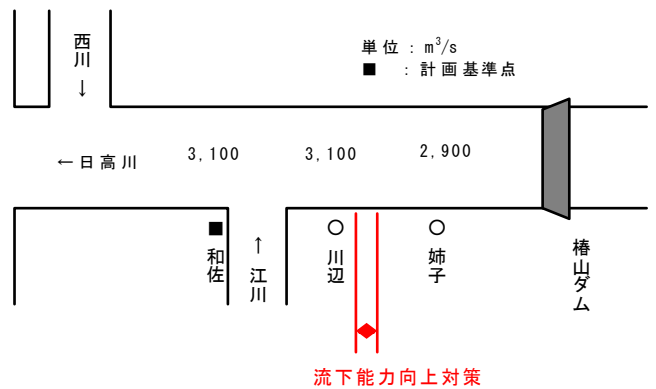 西川
↓
単位：m³/s
■ ：計画基準点
←日高川
3,100
3,100
2,900
■
和佐
↑
江川
○
川辺
○
姉子
椿山ダム
流下能力向上対策